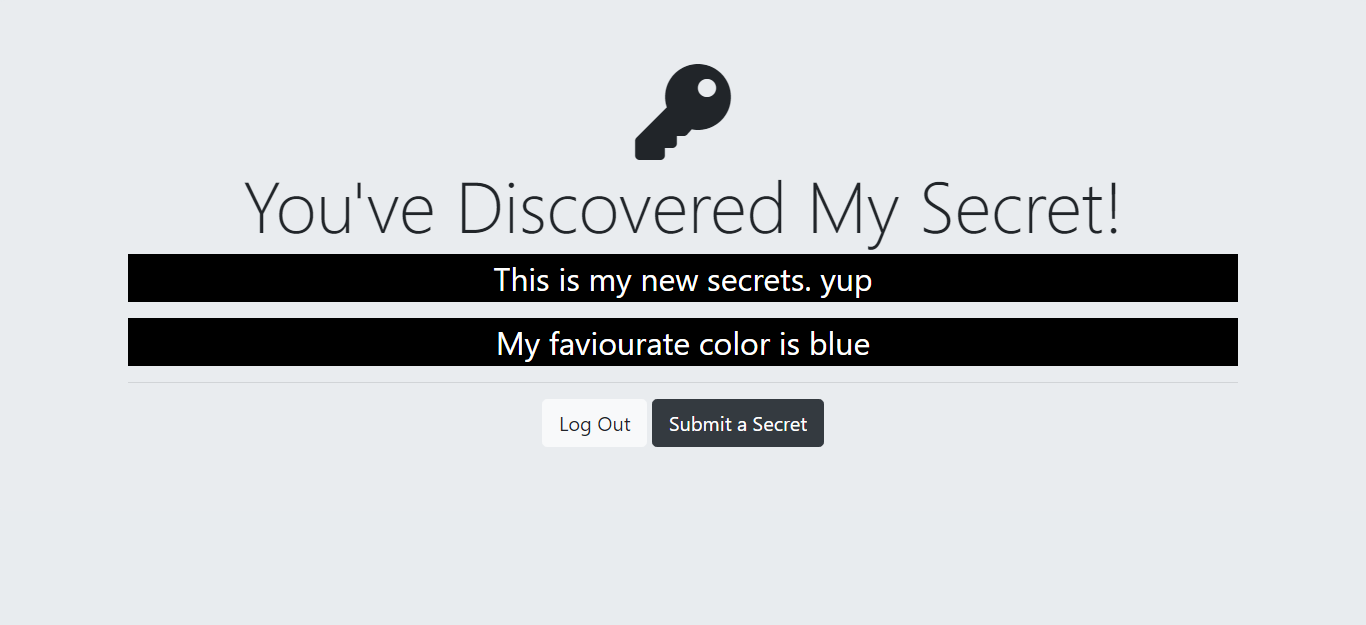 You've Discovered My Secret!
This is my new secrets. yup
My faviourate color is blue
Log Out
Submit a Secret